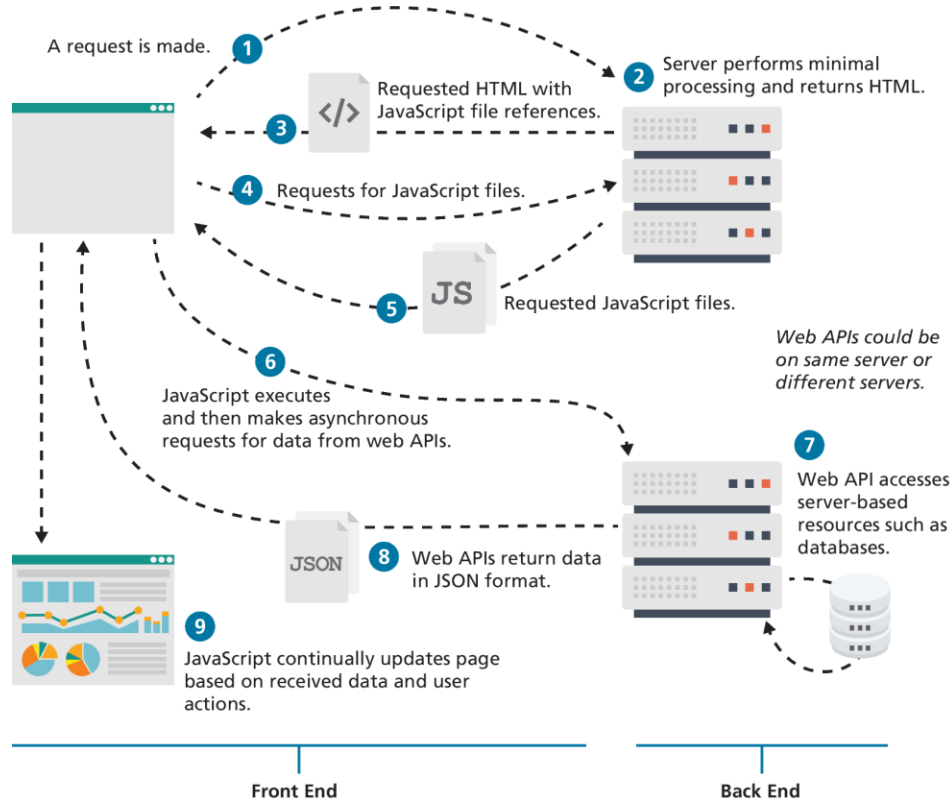 A request is made.
1
2
Server performs minimal
processing and returns HTML.
Requested HTML with
JavaScript file references.
</>
3
4
Requests for JavaScript files.
JS
5
Requested JavaScript files.
Web APIs could be
on same server or
different servers.
6
JavaScript executes
and then makes asynchronous
requests for data from web APIs.
7
Web API accesses
server-based
resources such as
databases.
JSON
8
Web APIs return data
in JSON format.
9
JavaScript continually updates page
based on received data and user
actions.
Front End
Back End